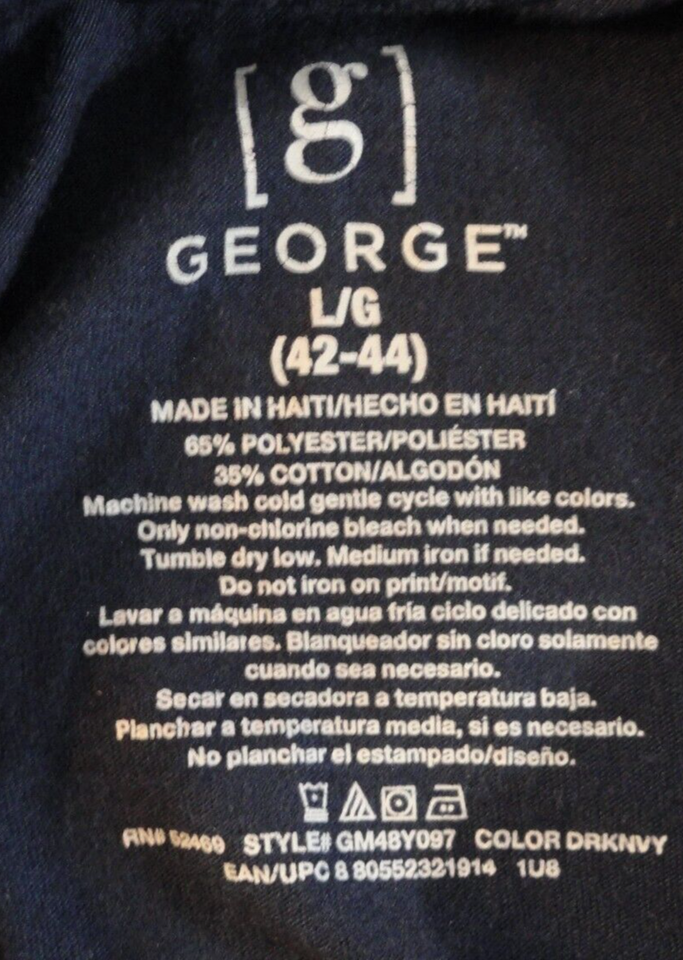 [g]
GEORGE™
L/G
(42-44)
MADE IN HAITI/HECHO EN HAITÍ
65% POLYESTER/POLIÉSTER
35% COTTON/ALGODÓN
Machine wash cold gentle cycle with like colors.
Only non-chlorine bleach when needed.
Tumble dry low. Medium iron if needed.
Do not iron on print/motif.
Lavar a máquina en agua fría ciclo delicado con
colores similares. Blanqueador sin cloro solamente
cuando sea necesario.
Secar en secadora a temperatura baja.
Planchar a temperatura media, si es necesario.
No planchar el estampado/diseño.
RN# 52469 STYLE# GM48Y097 COLOR DRKNVY
EAN/UPC 8 80552321914 1U8